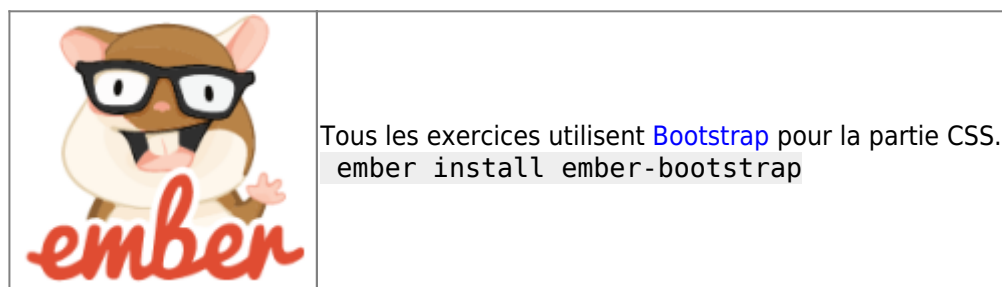 ember
Tous les exercices utilisent Bootstrap pour la partie CSS.
ember install ember-bootstrap